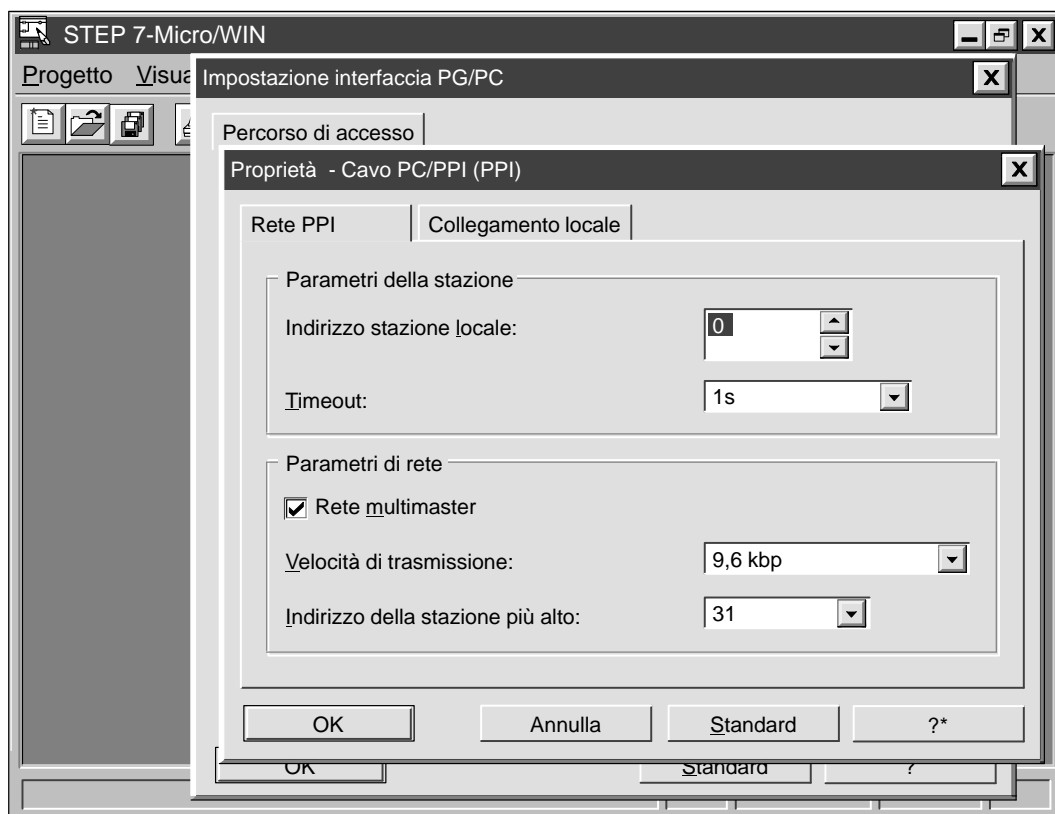 STEP 7-Micro/WIN
Progetto Visua
Impostazione interfaccia PG/PC
Percorso di accesso
Proprietà - Cavo PC/PPI (PPI)
Rete PPI
Collegamento locale
Parametri della stazione
Indirizzo stazione locale:
0
Timeout:
1s
Parametri di rete
Rete multimaster
Velocità di trasmissione:
9,6 kbp
Indirizzo della stazione più alto:
31
OK
Annulla
Standard
?*
OK
Standard
?